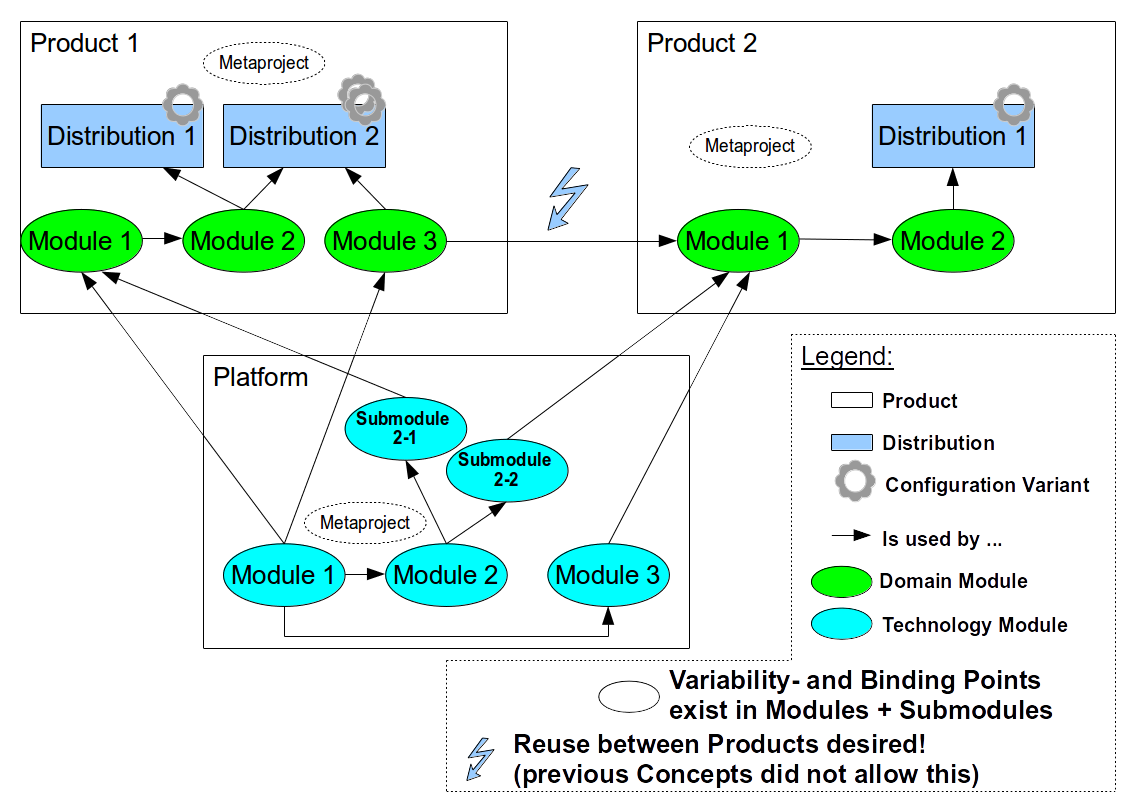 Product 1
Metaproject
Distribution 1
Distribution 2
Module 1
Module 2
Module 3
Product 2
Metaproject
Distribution 1
Module 1
Module 2
Platform
Submodule
2-1
Submodule
2-2
Metaproject
Module 1
Module 2
Module 3
Legend:
Product
Distribution
Configuration Variant
Is used by ...
Domain Module
Technology Module
Variability- and Binding Points
exist in Modules + Submodules
Reuse between Products desired!
(previous Concepts did not allow this)